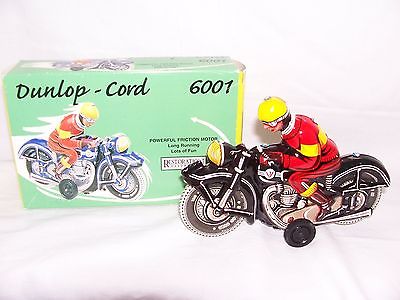 Dunlop - Cord 6001
POWERFUL FRICTION MOTOR
Long Running
Lots of Fun